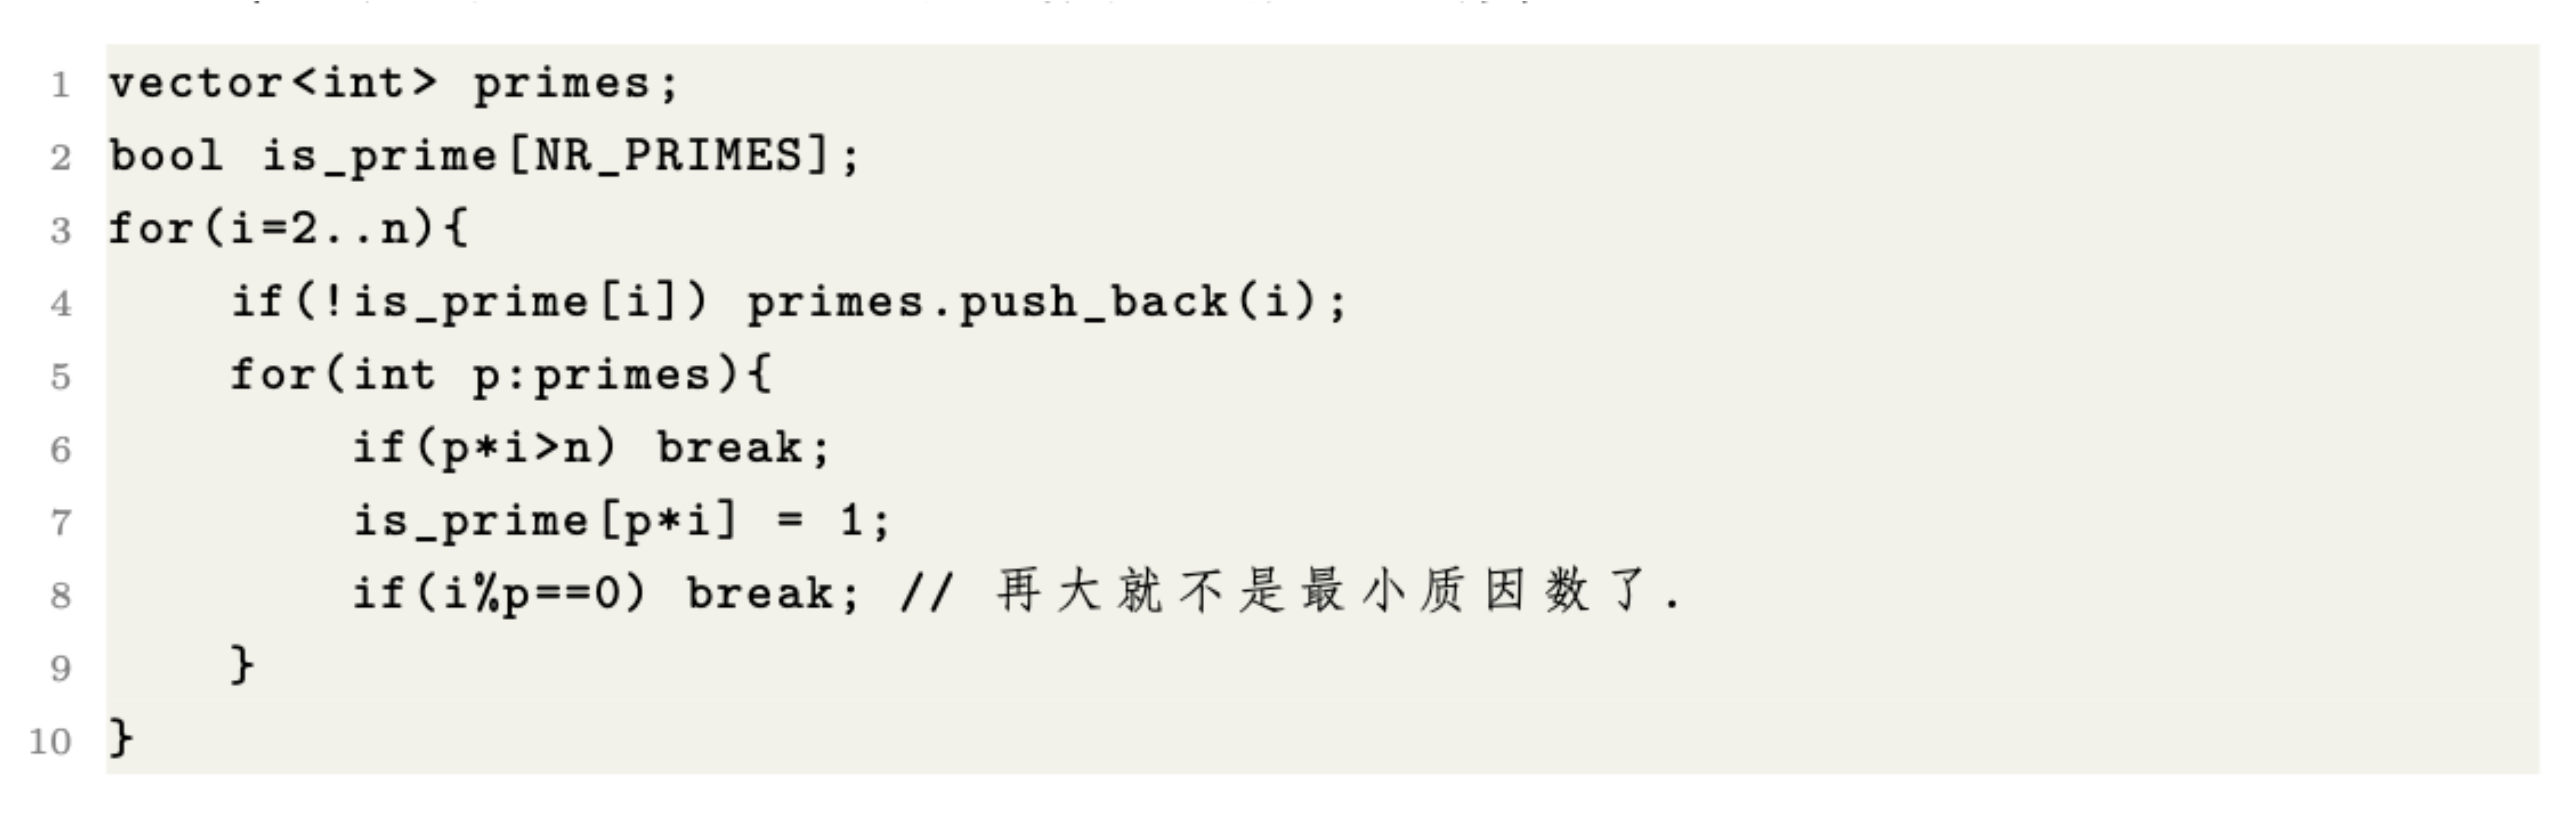 1 vector<int> primes;
2 bool is_prime[NR_PRIMES];
3 for(i=2..n){
4     if(!is_prime[i]) primes.push_back(i);
5     for(int p:primes){
6         if(p*i>n) break;
7         is_prime[p*i] = 1;
8         if(i%p==0) break; // 再大就不是最小质因数了.
9     }
10 }